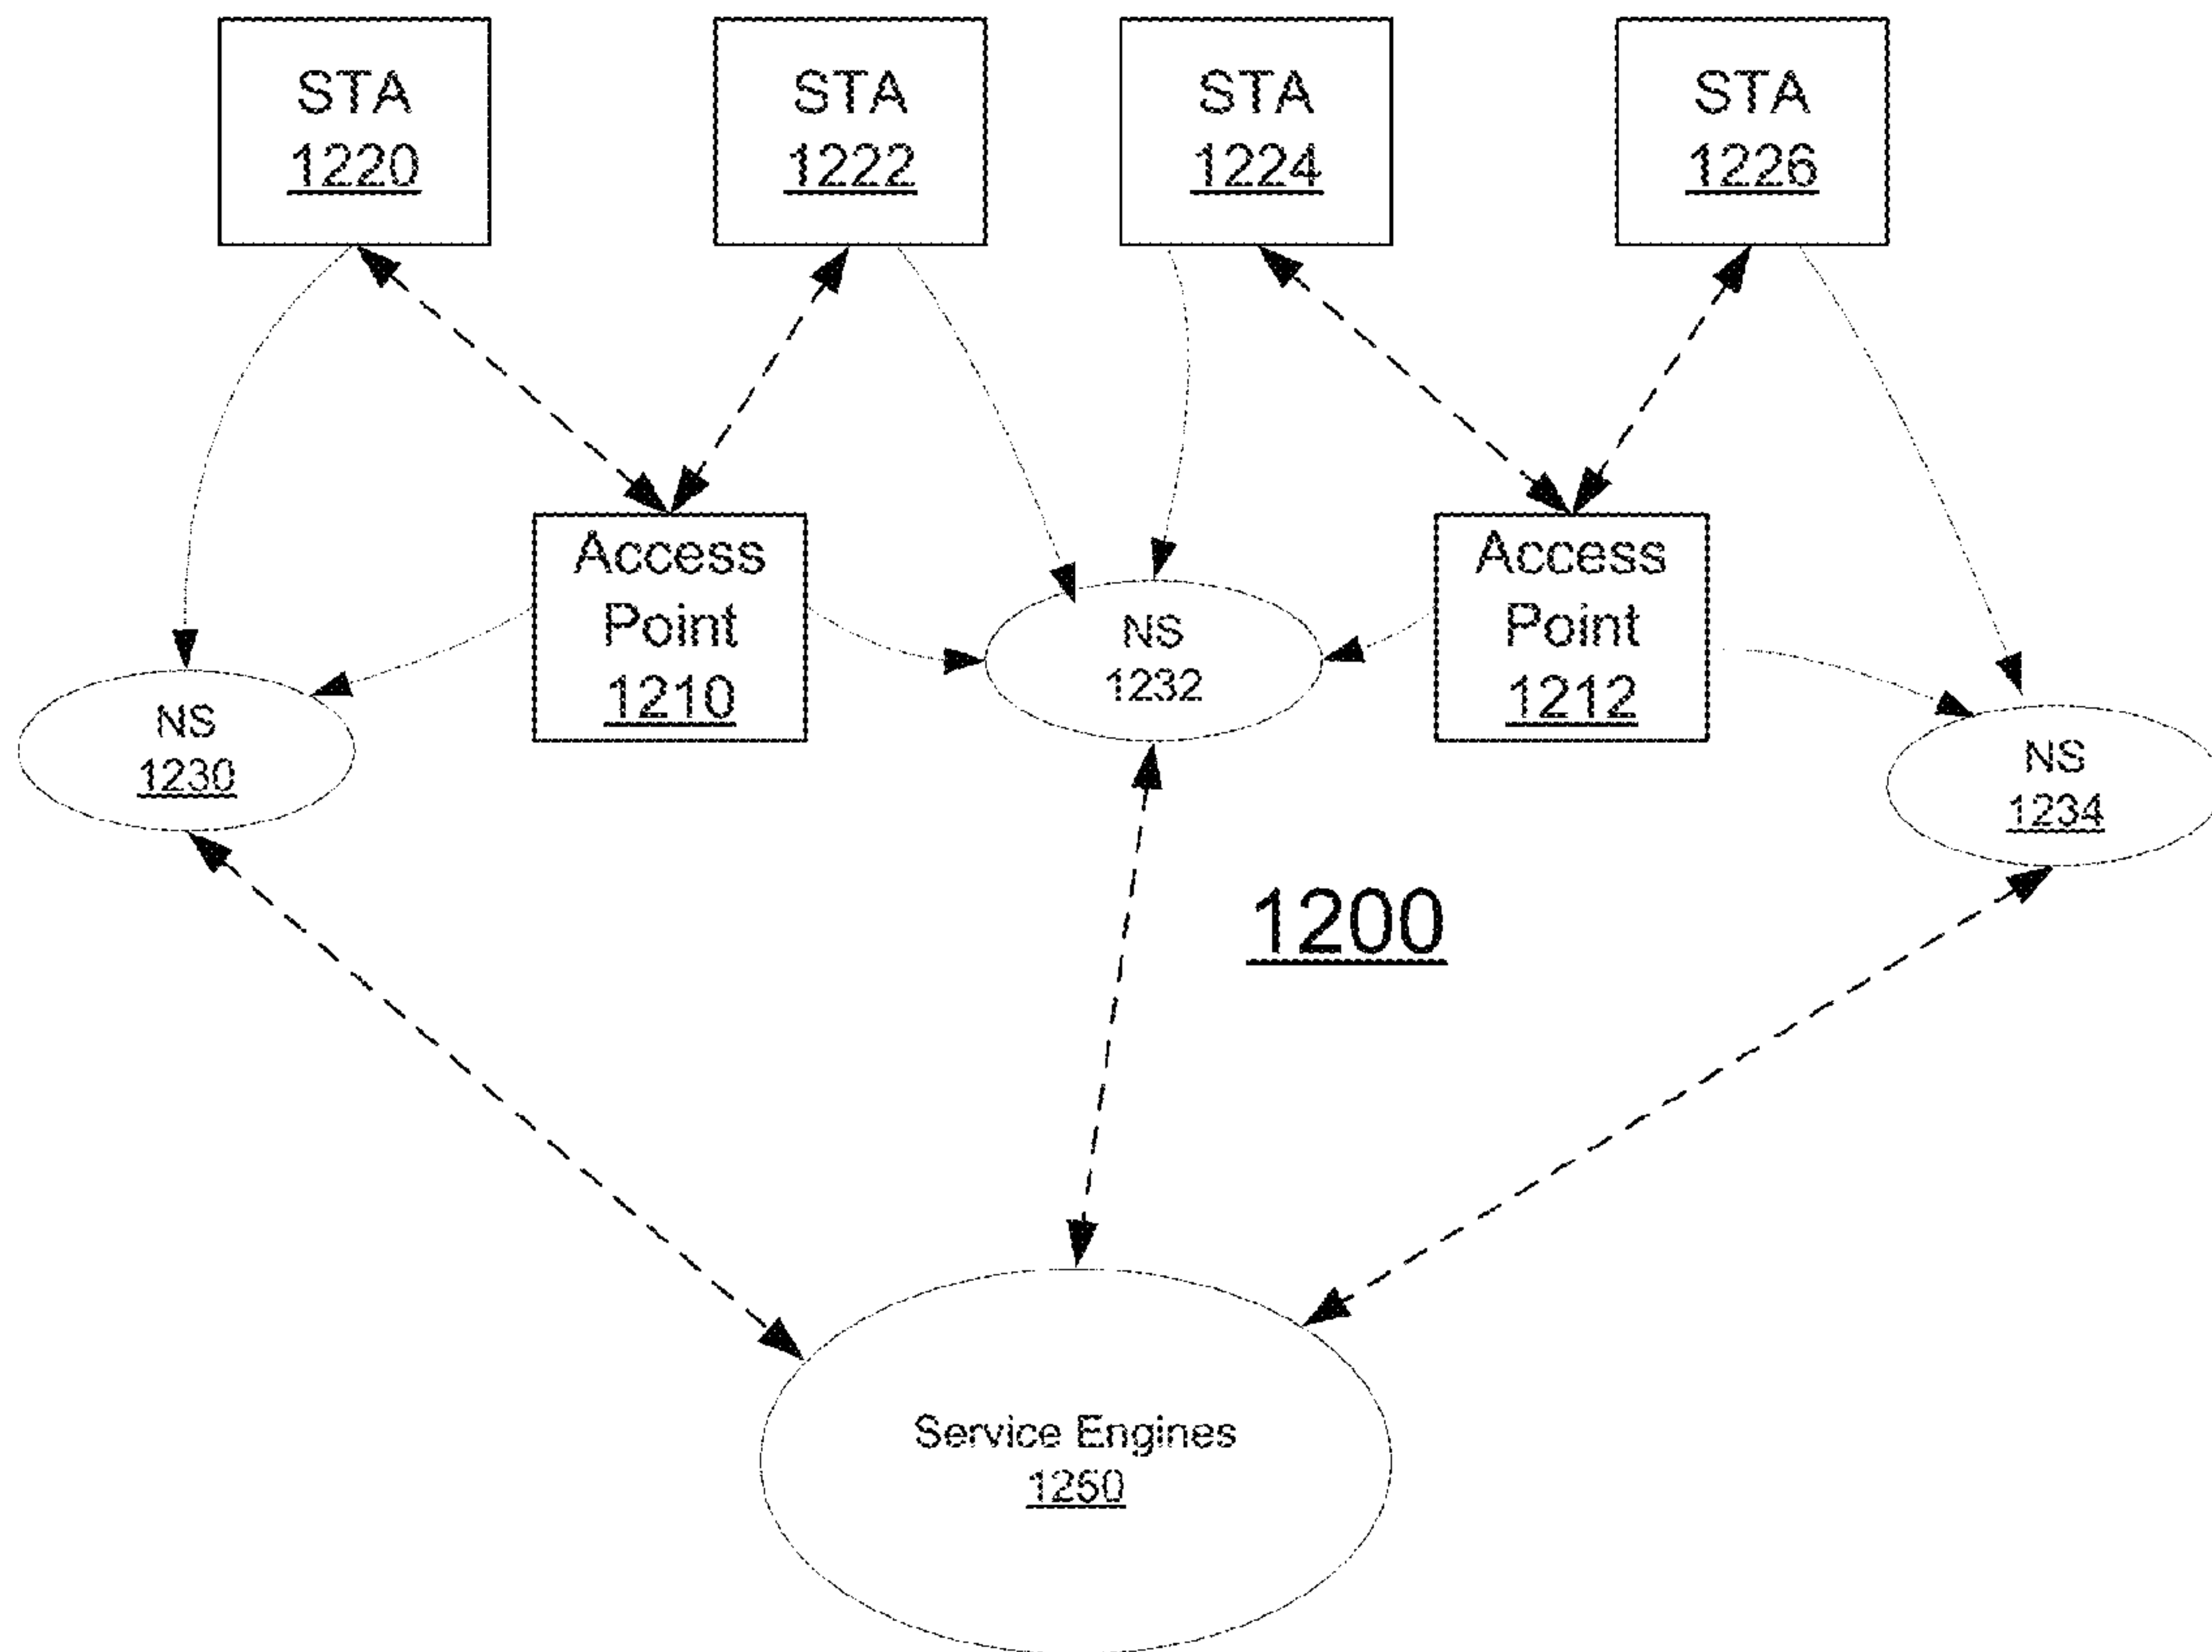 STA
1220
STA
1222
STA
1224
STA
1226
Access
Point
1210
NS
1232
Access
Point
1212
NS
1230
NS
1234
1200
Service Engines
1250